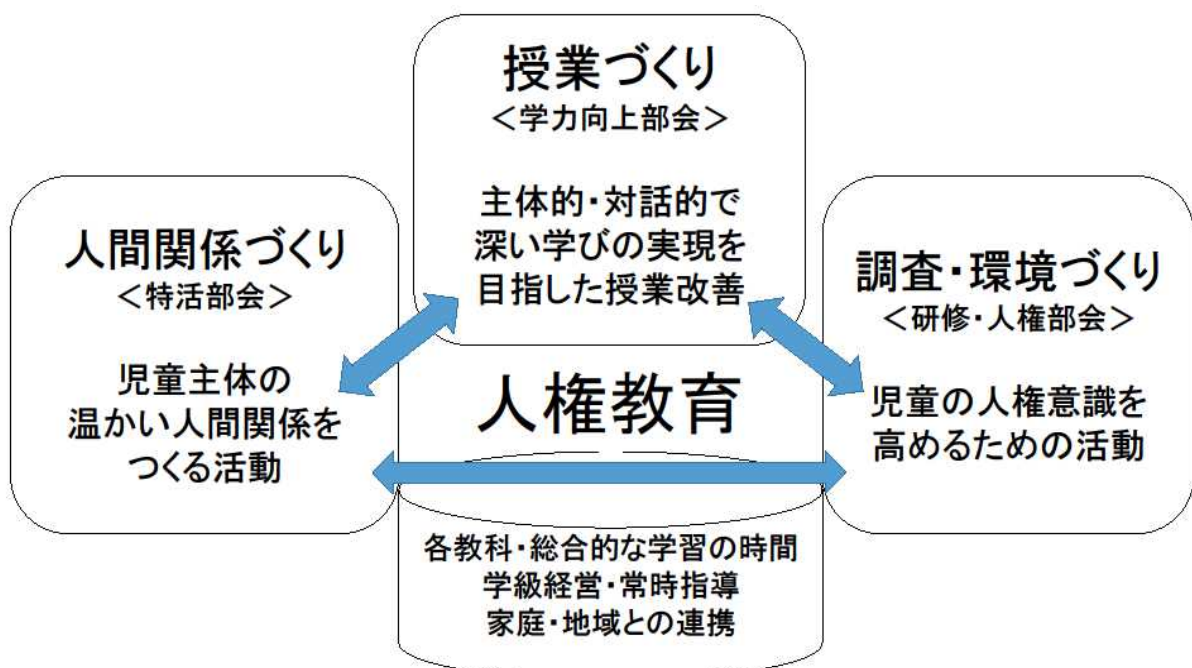 授業づくり
＜学力向上部会＞
主体的・対話的で
深い学びの実現を
目指した授業改善
人間関係づくり
＜特活部会＞
児童主体の
温かい人間関係を
つくる活動
調査・環境づくり
＜研修・人権部会＞
児童の人権意識を
高めるための活動
人権教育
各教科・総合的な学習の時間
学級経営・常時指導
家庭・地域との連携